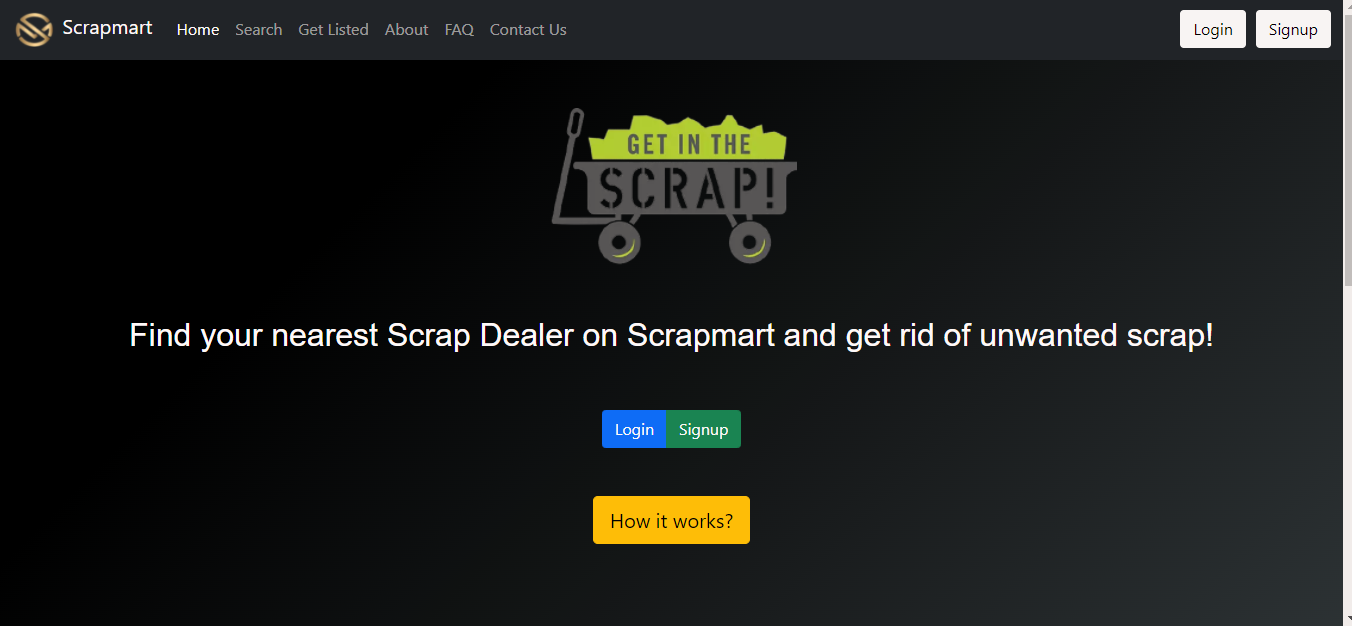 Scrapmart Home Search Get Listed About FAQ Contact Us Login Signup
GET IN THE
SCRAP!
Find your nearest Scrap Dealer on Scrapmart and get rid of unwanted scrap!
Login Signup
How it works?